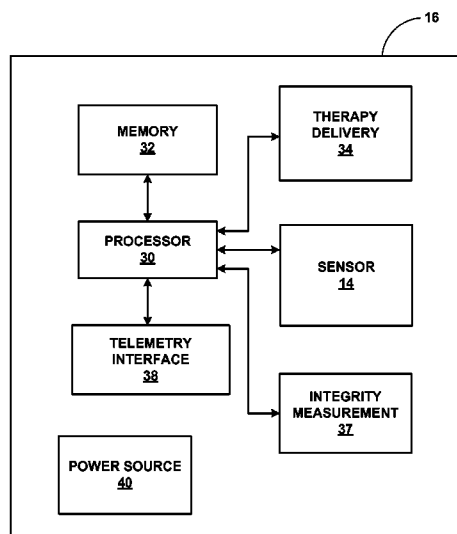 16
MEMORY
32
THERAPY
DELIVERY
34
PROCESSOR
30
SENSOR
14
TELEMETRY
INTERFACE
38
INTEGRITY
MEASUREMENT
37
POWER SOURCE
40